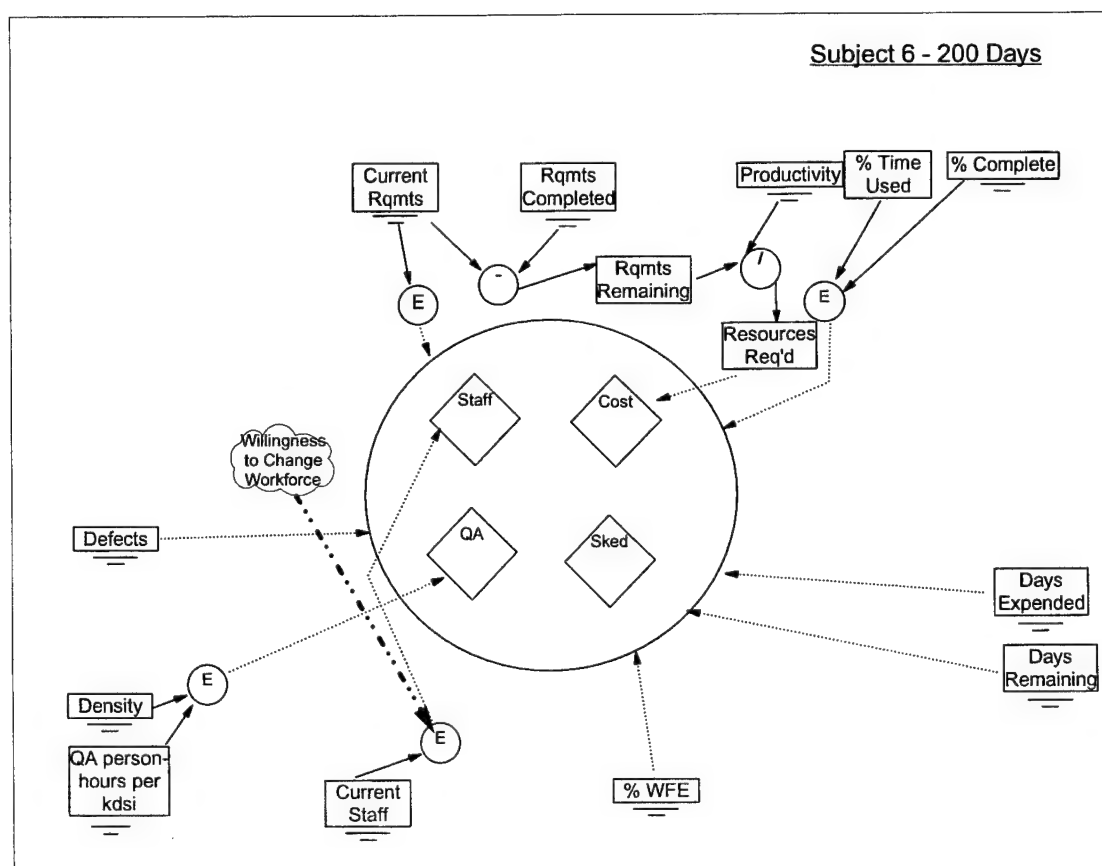 Subject 6 - 200 Days
Current
Rqmts
Rqmts
Completed
Productivity
% Time
Used
% Complete
-
/
E
E
Rqmts
Remaining
Resources
Req'd
Staff
Cost
Willingness
to Change
Workforce
QA
Sked
Defects
Days
Expended
Days
Remaining
E
Density
QA person-
hours per
kdsi
E
Current
Staff
% WFE